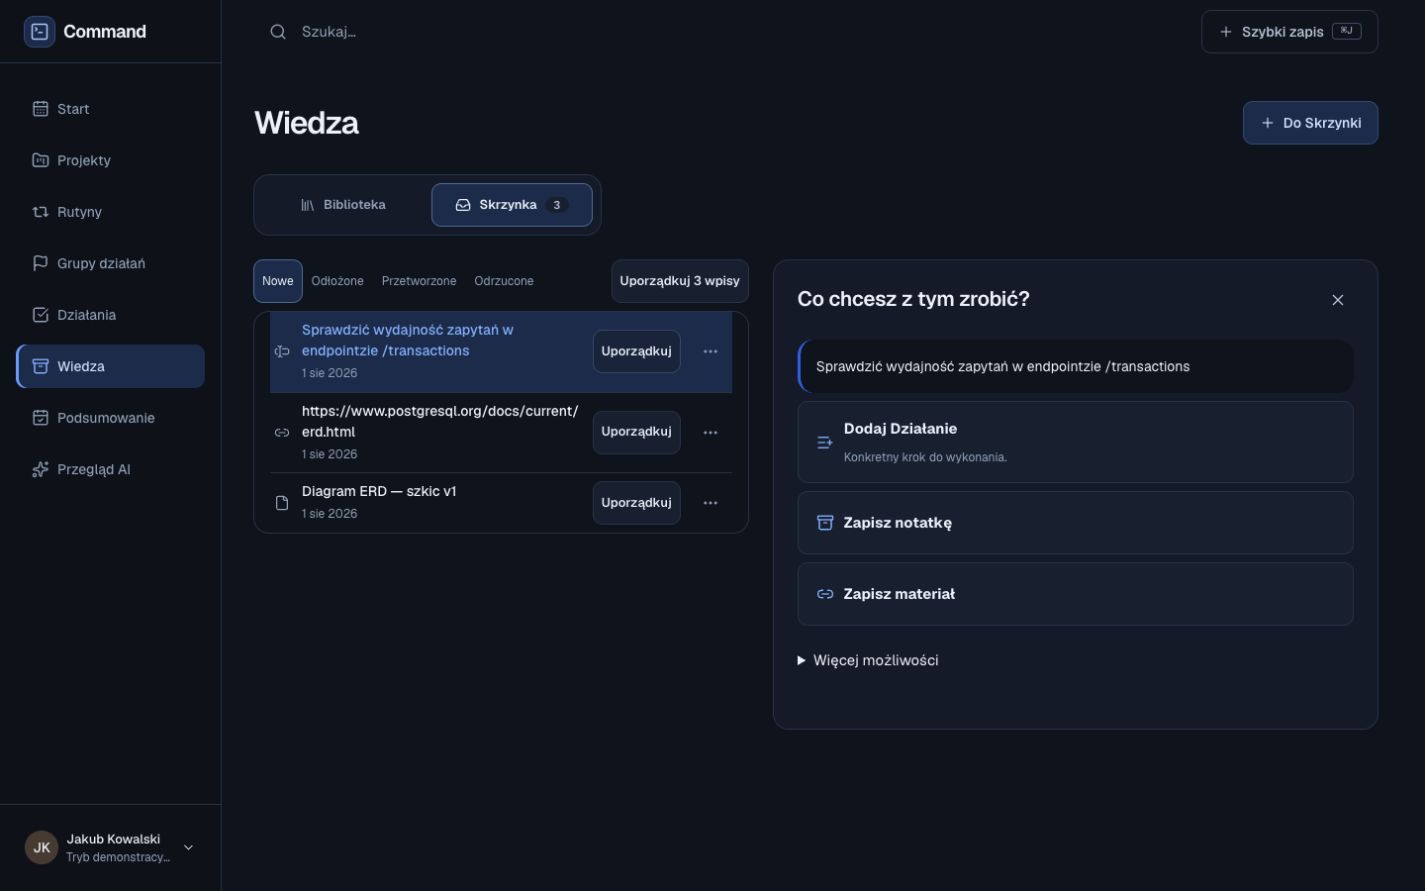 Command
Szukaj...
+ Szybki zapis ⌘J
Start
Projekty
Rutyny
Grupy działań
Działania
Wiedza
Podsumowanie
Przegląd AI
Jakub Kowalski
JK
Tryb demonstracy...
Wiedza
+ Do Skrzynki
Biblioteka
Skrzynka 3
Nowe
Odłożone
Przetworzone
Odrzucone
Uporządkuj 3 wpisy
Sprawdzić wydajność zapytań w
endpointzie /transactions
1 sie 2026
Uporządkuj
https://www.postgresql.org/docs/current/
erd.html
1 sie 2026
Uporządkuj
Diagram ERD — szkic v1
1 sie 2026
Uporządkuj
Co chcesz z tym zrobić?
Sprawdzić wydajność zapytań w endpointzie /transactions
Dodaj Działanie
Konkretny krok do wykonania.
Zapisz notatkę
Zapisz materiał
Więcej możliwości